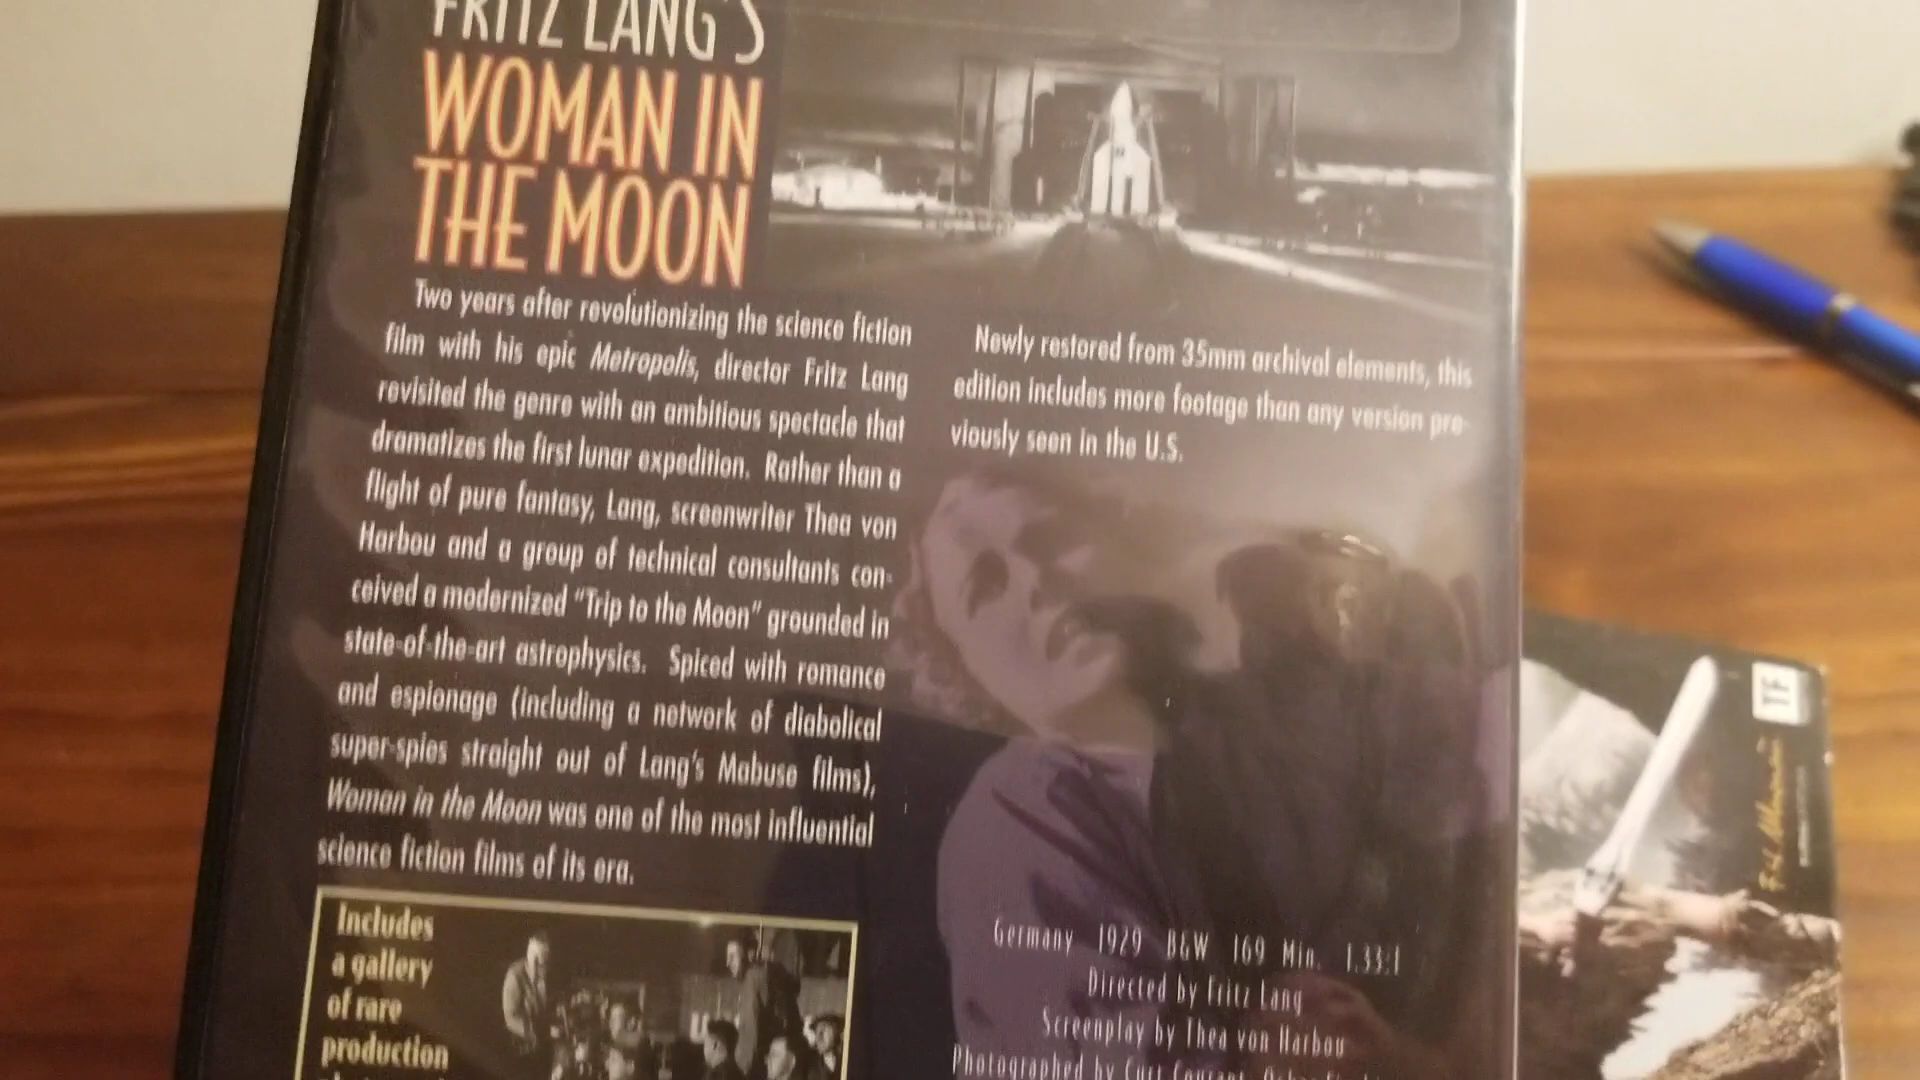 FRITZ LANG'S
WOMAN IN
THE MOON
Two years after revolutionizing the science fiction
film with his epic Metropolis, director Fritz Lang
revisited the genre with an ambitious spectacle that
dramatizes the first lunar expedition. Rather than a
flight of pure fantasy, Lang, screenwriter Thea von
Harbou and a group of technical consultants con-
ceived a modernized "Trip to the Moon" grounded in
state-of-the-art astrophysics. Spiced with romance
and espionage (including a network of diabolical
super-spies straight out of Lang's Mabuse films),
Woman in the Moon was one of the most influential
science fiction films of its era.
Newly restored from 35mm archival elements, this
edition includes more footage than any version pre-
viously seen in the U.S.
Includes
a gallery
of rare
production
Germany 1929 B&W 169 Min. 1.33:1
Directed by Fritz Lang
Screenplay by Thea von Harbou
Photographed by Curt Courant,
TF